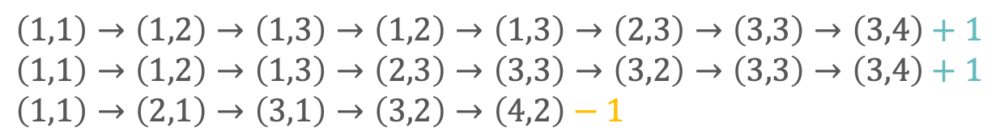 (1,1) → (1,2) → (1,3) → (1,2) → (1,3) → (2,3) → (3,3) → (3,4) + 1
(1,1) → (1,2) → (1,3) → (2,3) → (3,3) → (3,2) → (3,3) → (3,4) + 1
(1,1) → (2,1) → (3,1) → (3,2) → (4,2) − 1